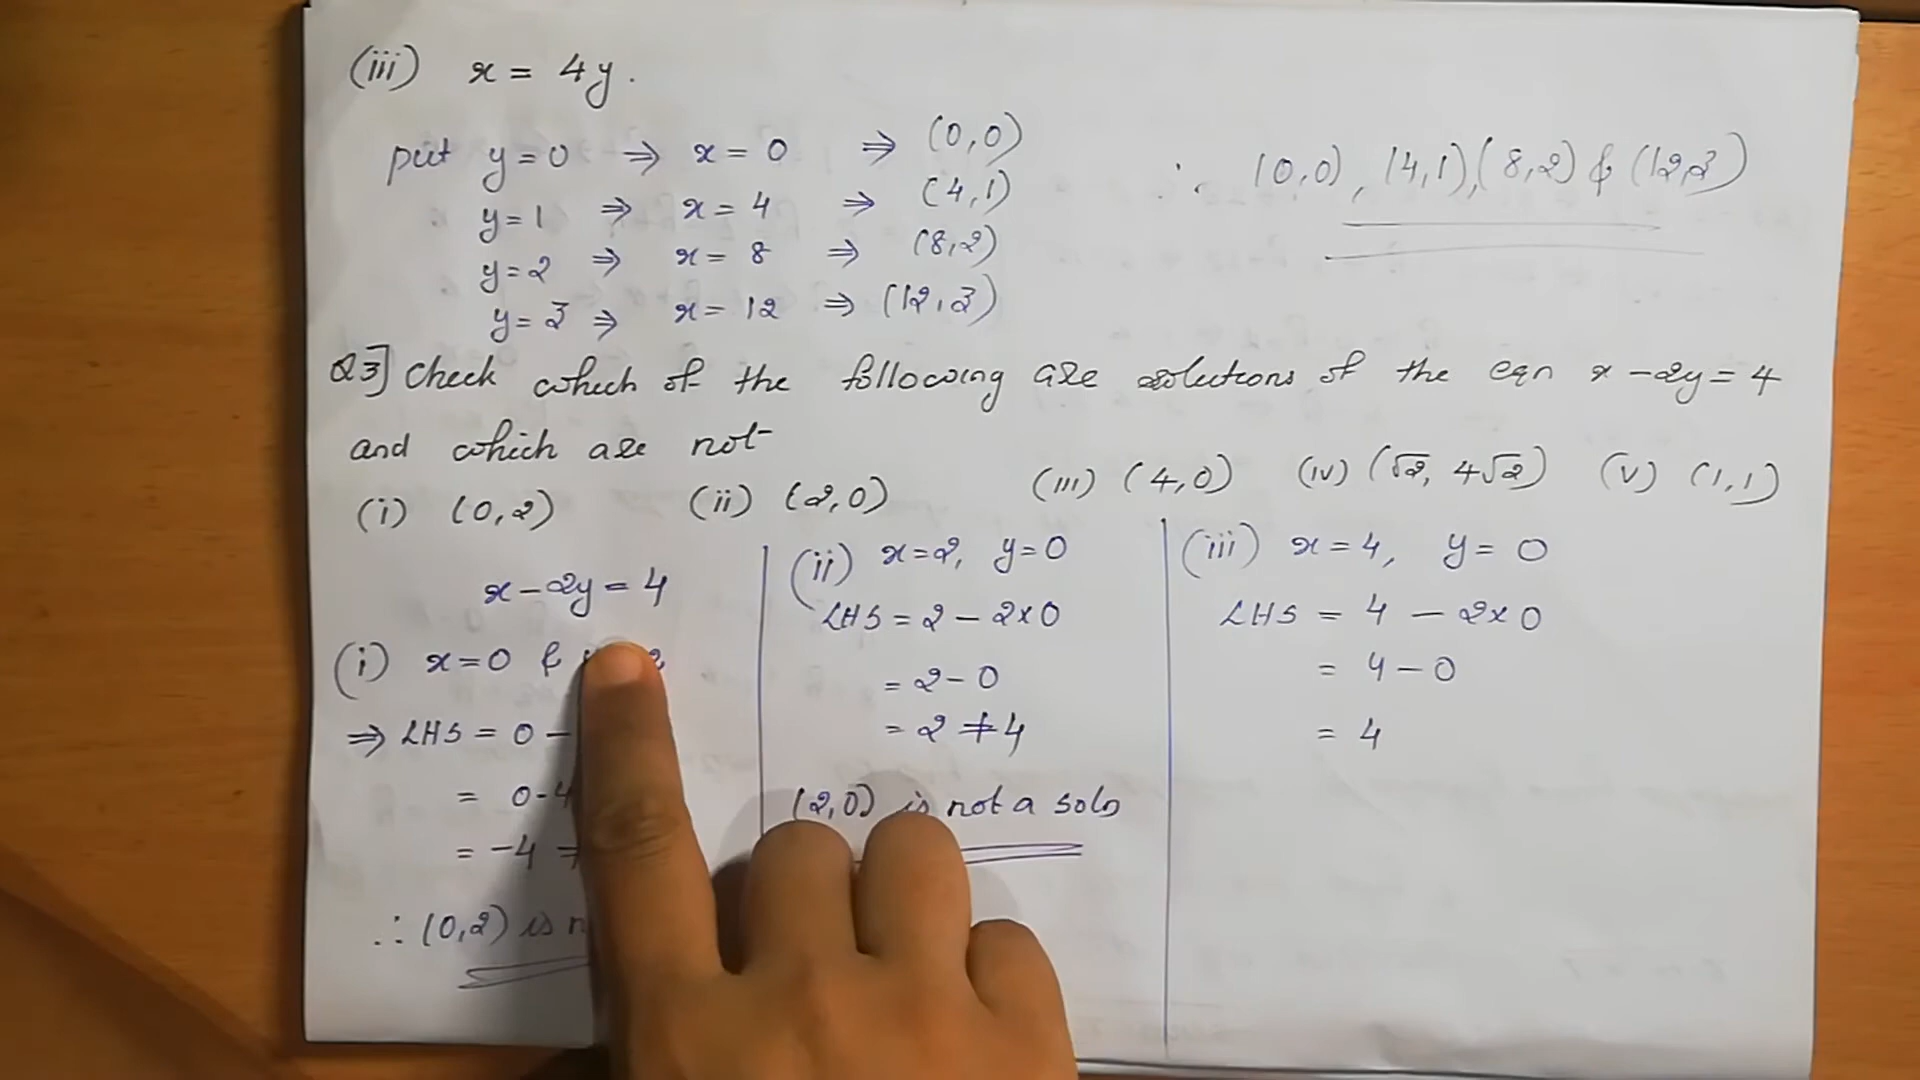 (iii) x = 4y.
put y=0 ⇒ x = 0 ⇒ (0,0)
y=1 ⇒ x = 4 ⇒ (4,1)
y=2 ⇒ x = 8 ⇒ (8,2)
y=3 ⇒ x = 12 ⇒ (12,3)
∴ (0,0), (4,1), (8,2) & (12,3)
Q3] Check which of the following are solutions of the eqn x-2y=4
and which are not
(i) (0,2) (ii) (2,0) (iii) (4,0) (iv) (√2, 4√2) (v) (1,1)
x-2y=4
(i) x=0 &
⇒ LHS = 0 -
= 0-4
= -4
∴ (0,2) is
(ii) x=2, y=0
LHS = 2 - 2×0
= 2-0
= 2 ≠ 4
(2,0) is not a soln
(iii) x=4, y=0
LHS = 4 - 2×0
= 4-0
= 4